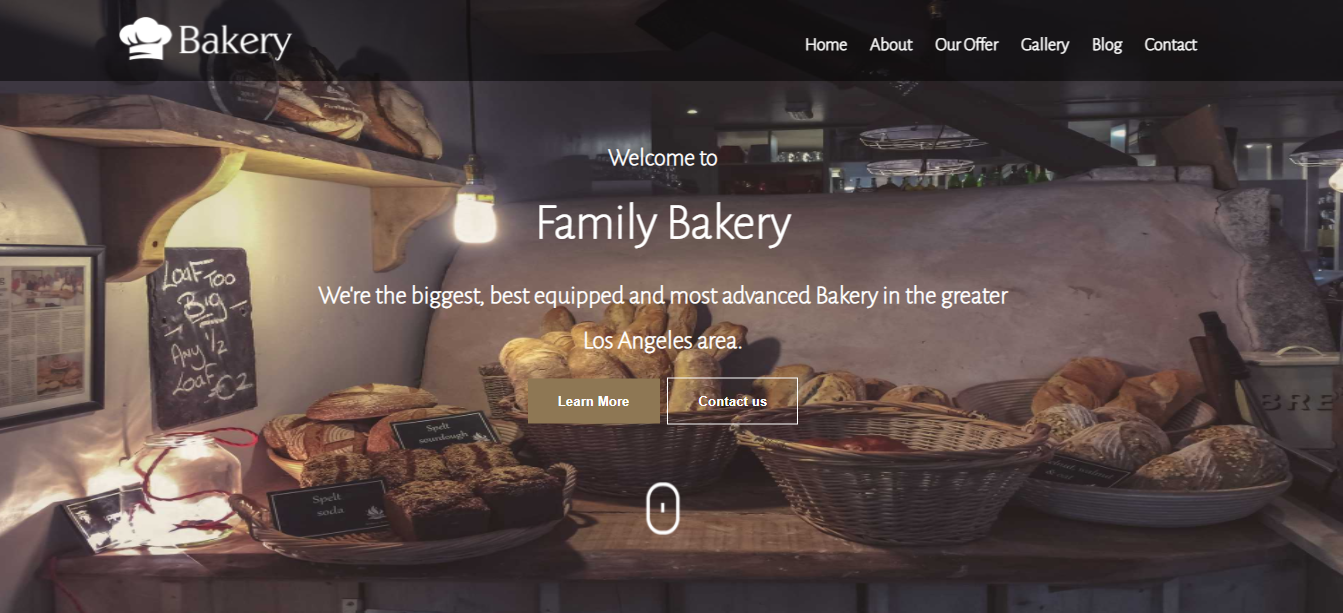 Bakery
Home About Our Offer Gallery Blog Contact
Welcome to
Family Bakery
We're the biggest, best equipped and most advanced Bakery in the greater
Los Angeles area.
LOAF TOO
BIG
ANY 1/2
LOAF
Learn More Contact us
BRE
Spelt
sourdough
Spelt
soda